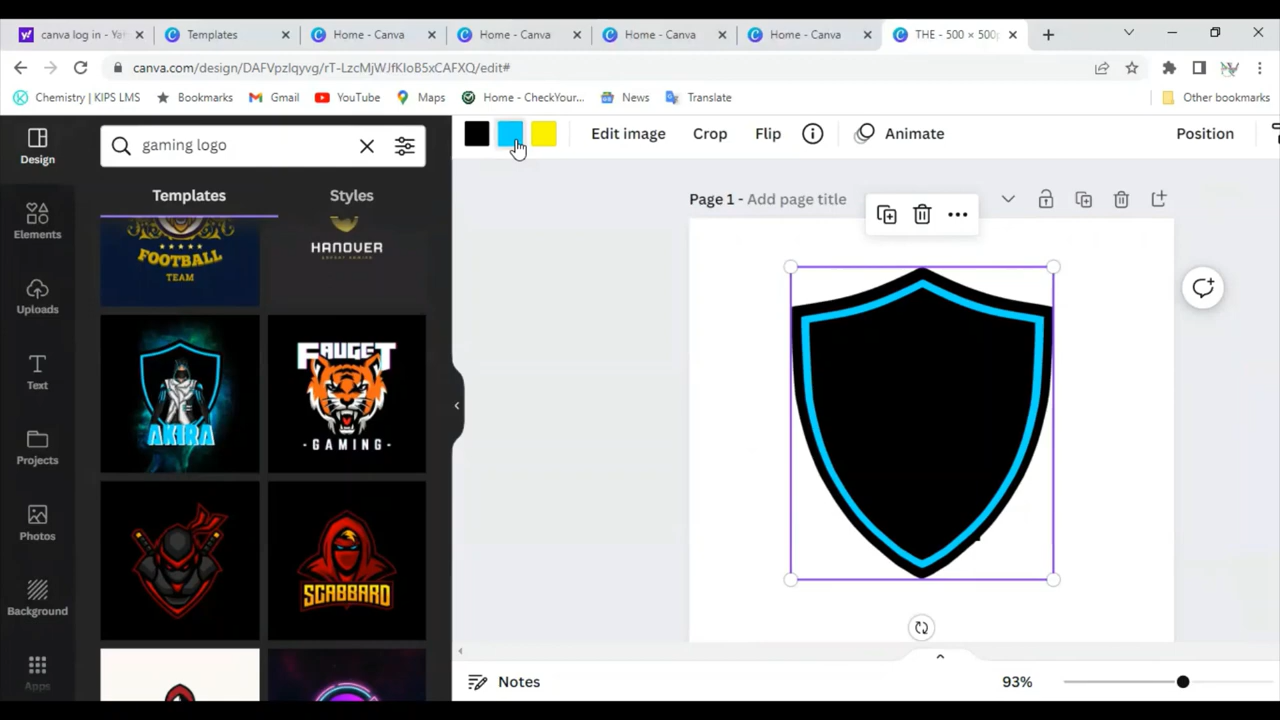 canva log in - Ya
Templates
Home - Canva
Home - Canva
Home - Canva
Home - Canva
THE - 500 × 500p
canva.com/design/DAFVpzlqyvg/rT-LzcMjWJfKIoB5xCAFXQ/edit#
Chemistry | KIPS LMS
Bookmarks
Gmail
YouTube
Maps
Home - CheckYour...
News
Translate
Other bookmarks
Design
Elements
Uploads
Text
Projects
Photos
Background
Apps
gaming logo
Templates
Styles
FOOTBALL
TEAM
HANOVER
AKIRA
FAUGET
- GAMING -
SCABBARD
Edit image
Crop
Flip
Animate
Position
Page 1 - Add page title
Notes
93%